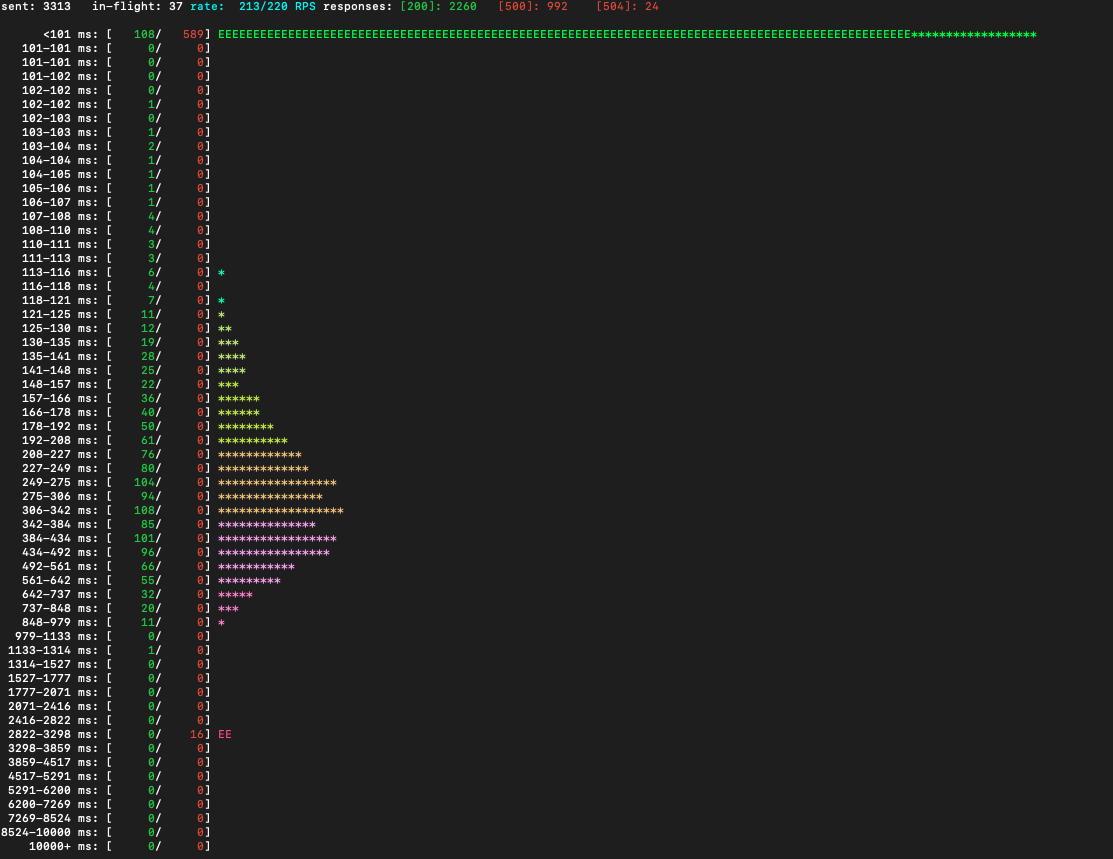 sent: 3313 in-flight: 37 rate: 213/220 RPS responses: [200]: 2260 [500]: 992 [504]: 24
<101 ms: [ 108/ 589] EEEEEEEEEEEEEEEEEEEEEEEEEEEEEEEEEEEEEEEEEEEEEEEEEEEEEEEEEEEEEEEEEEEEEEEEEEEEEEEEEEEEEEEEEEEEEEEEEEE******************
101-101 ms: [ 0/ 0]
101-101 ms: [ 0/ 0]
101-102 ms: [ 0/ 0]
102-102 ms: [ 0/ 0]
102-102 ms: [ 1/ 0]
102-103 ms: [ 0/ 0]
103-103 ms: [ 1/ 0]
103-104 ms: [ 2/ 0]
104-104 ms: [ 1/ 0]
104-105 ms: [ 1/ 0]
105-106 ms: [ 1/ 0]
106-107 ms: [ 1/ 0]
107-108 ms: [ 4/ 0]
108-110 ms: [ 4/ 0]
110-111 ms: [ 3/ 0]
111-113 ms: [ 3/ 0]
113-116 ms: [ 6/ 0] *
116-118 ms: [ 4/ 0]
118-121 ms: [ 7/ 0] *
121-125 ms: [ 11/ 0] *
125-130 ms: [ 12/ 0] **
130-135 ms: [ 19/ 0] ***
135-141 ms: [ 28/ 0] ****
141-148 ms: [ 25/ 0] ****
148-157 ms: [ 22/ 0] ***
157-166 ms: [ 36/ 0] ******
166-178 ms: [ 40/ 0] ******
178-192 ms: [ 50/ 0] ********
192-208 ms: [ 61/ 0] **********
208-227 ms: [ 76/ 0] ************
227-249 ms: [ 80/ 0] *************
249-275 ms: [ 104/ 0] *****************
275-306 ms: [ 94/ 0] ***************
306-342 ms: [ 108/ 0] ******************
342-384 ms: [ 85/ 0] **************
384-434 ms: [ 101/ 0] *****************
434-492 ms: [ 96/ 0] ****************
492-561 ms: [ 66/ 0] ***********
561-642 ms: [ 55/ 0] *********
642-737 ms: [ 32/ 0] *****
737-848 ms: [ 20/ 0] ***
848-979 ms: [ 11/ 0] *
979-1133 ms: [ 0/ 0]
1133-1314 ms: [ 1/ 0]
1314-1527 ms: [ 0/ 0]
1527-1777 ms: [ 0/ 0]
1777-2071 ms: [ 0/ 0]
2071-2416 ms: [ 0/ 0]
2416-2822 ms: [ 0/ 0]
2822-3298 ms: [ 0/ 16] EE
3298-3859 ms: [ 0/ 0]
3859-4517 ms: [ 0/ 0]
4517-5291 ms: [ 0/ 0]
5291-6200 ms: [ 0/ 0]
6200-7269 ms: [ 0/ 0]
7269-8524 ms: [ 0/ 0]
8524-10000 ms: [ 0/ 0]
10000+ ms: [ 0/ 0]